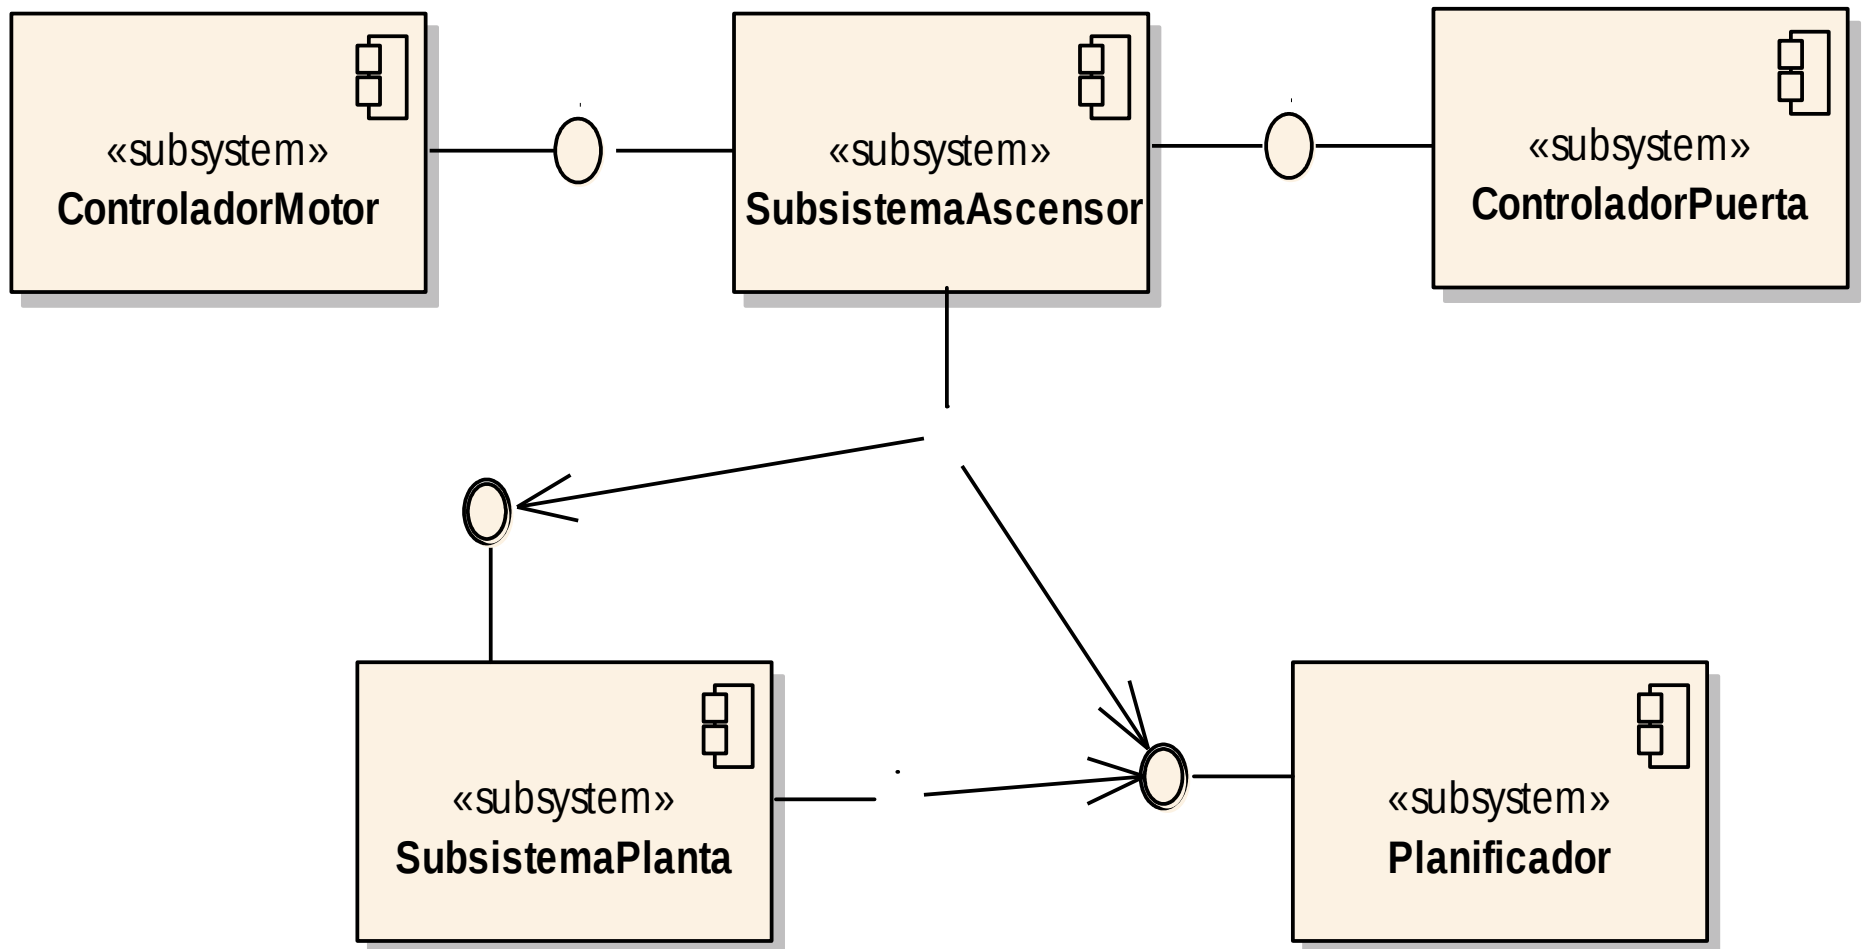 «subsystem»
ControladorMotor
«subsystem»
SubsistemaAscensor
«subsystem»
ControladorPuerta
«subsystem»
SubsistemaPlanta
«subsystem»
Planificador